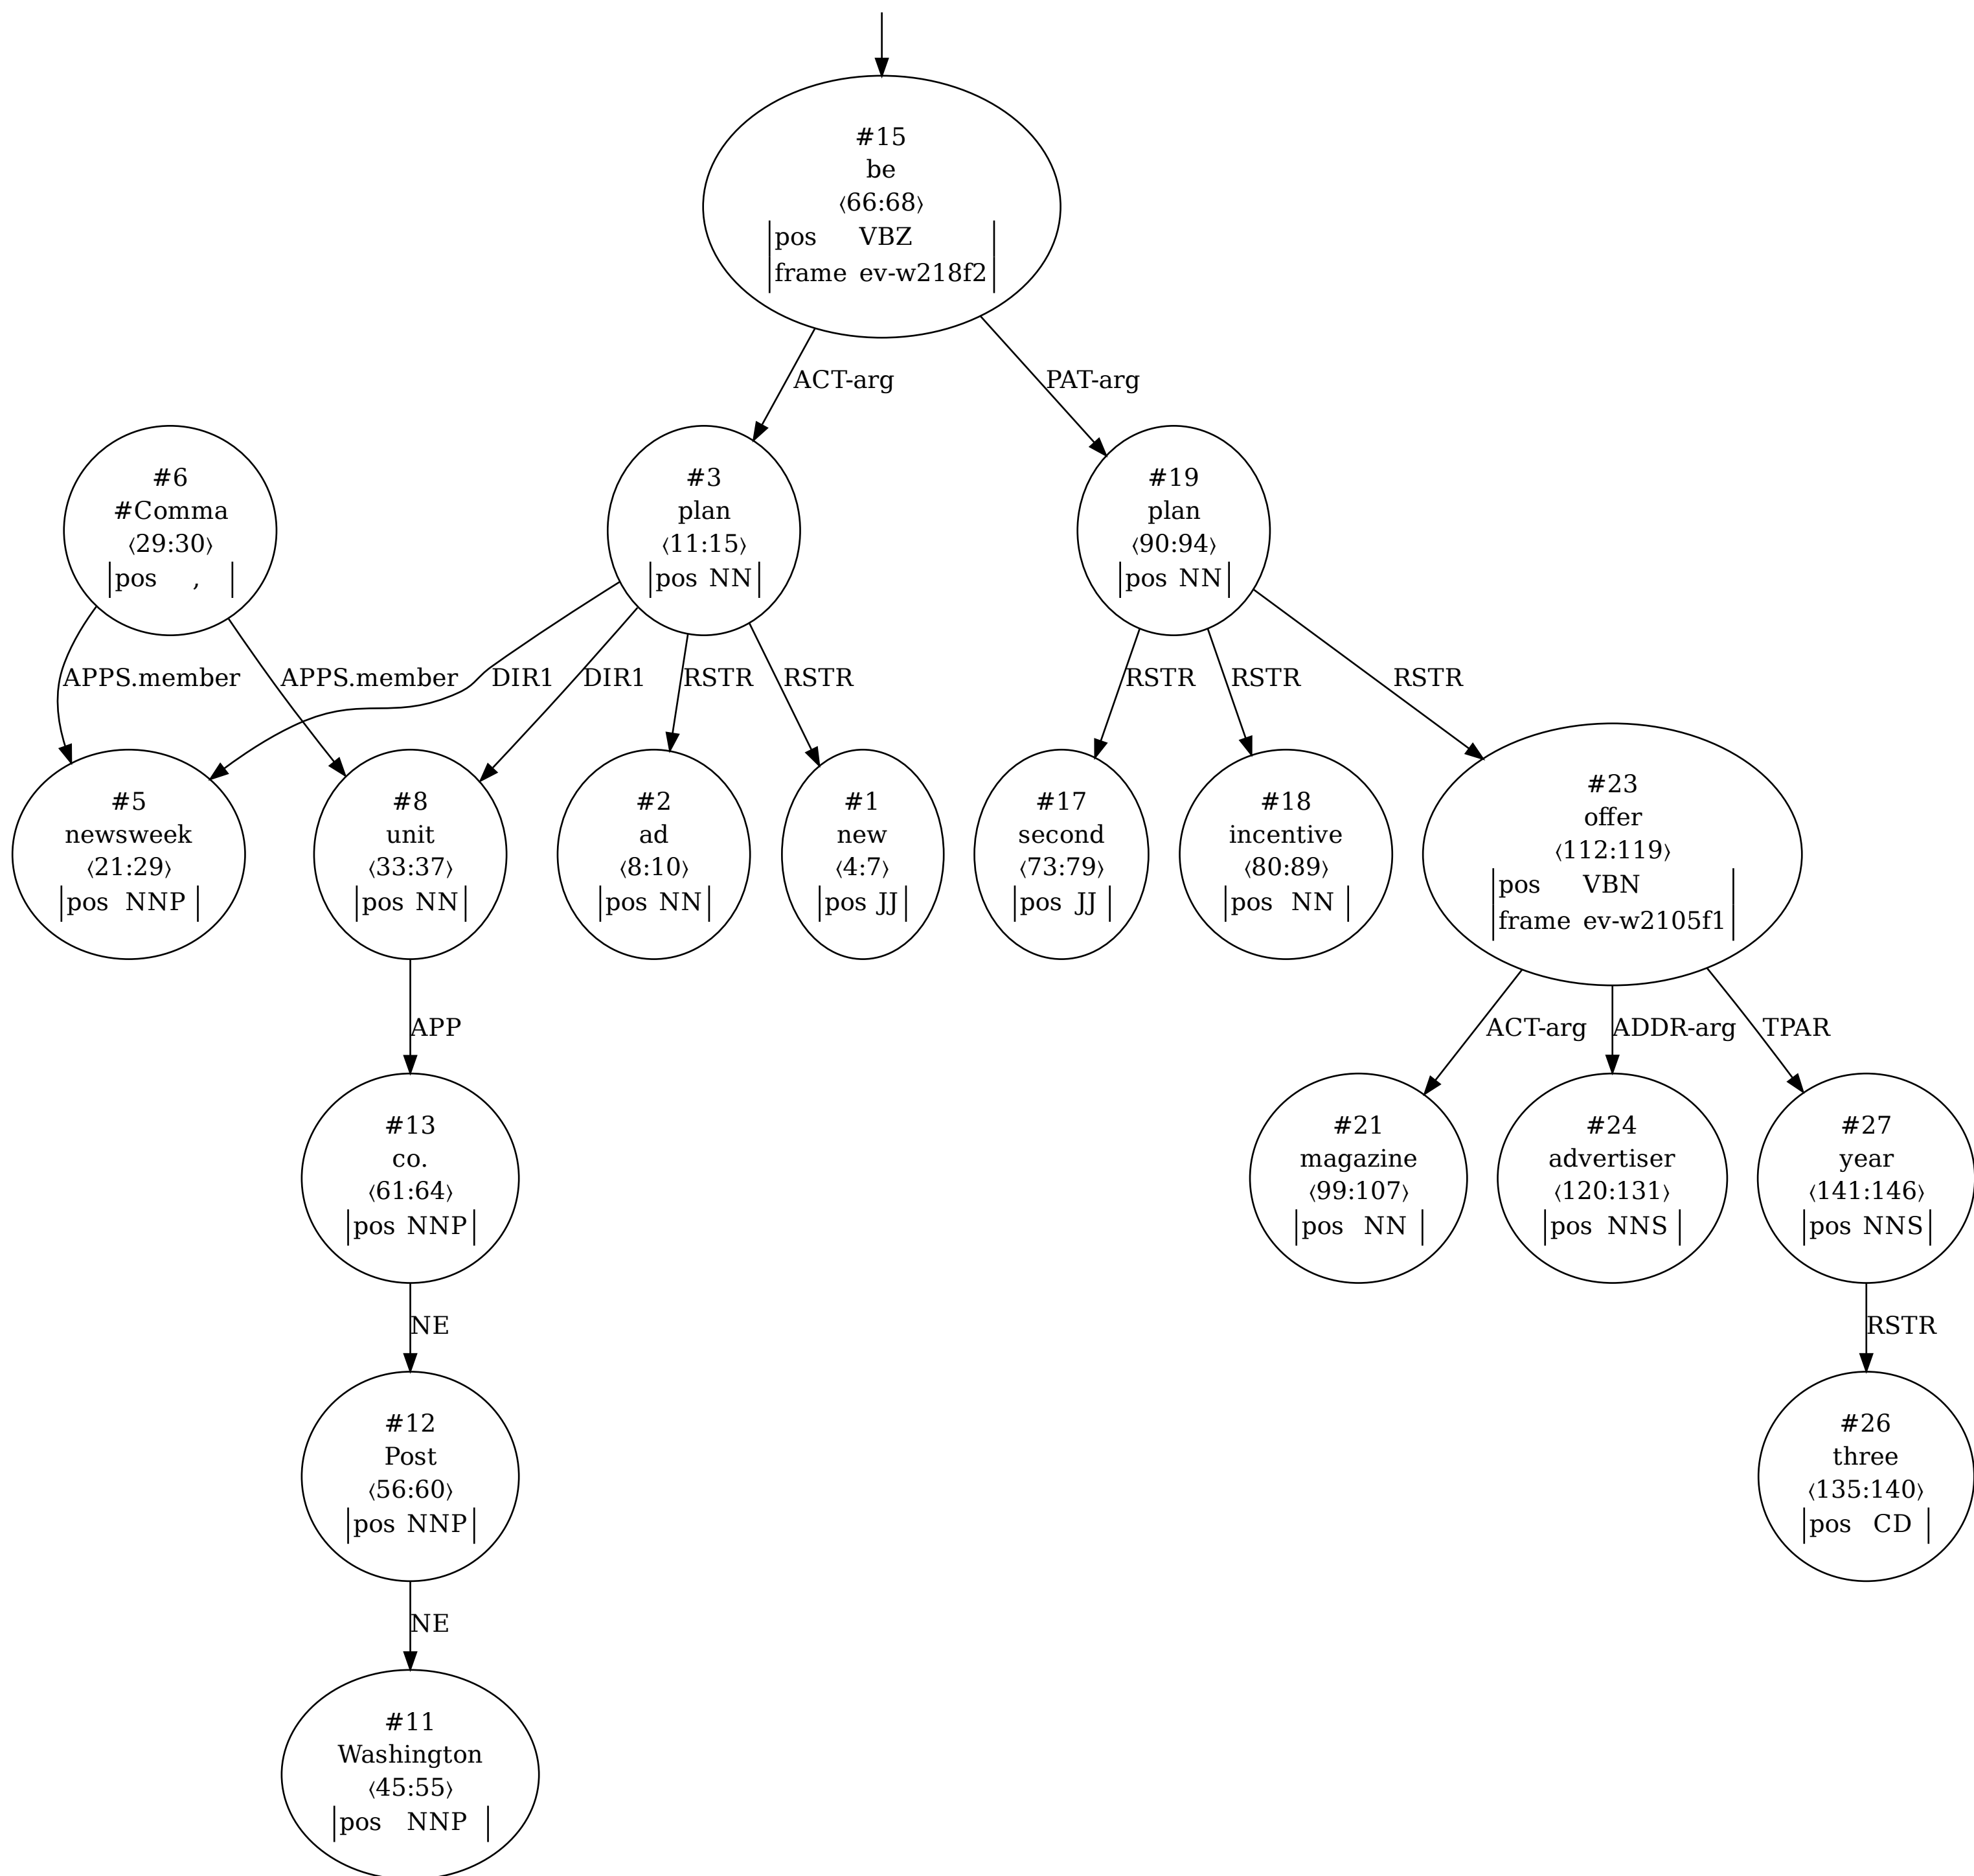 #15
be
⟨66:68⟩
pos VBZ
frame ev-w218f2
ACT-arg
PAT-arg
#6
#Comma
⟨29:30⟩
pos ,
#3
plan
⟨11:15⟩
pos NN
#19
plan
⟨90:94⟩
pos NN
APPS.member
APPS.member
DIR1
DIR1
RSTR
RSTR
RSTR
RSTR
RSTR
#5
newsweek
⟨21:29⟩
pos NNP
#8
unit
⟨33:37⟩
pos NN
#2
ad
⟨8:10⟩
pos NN
#1
new
⟨4:7⟩
pos JJ
#17
second
⟨73:79⟩
pos JJ
#18
incentive
⟨80:89⟩
pos NN
#23
offer
⟨112:119⟩
pos VBN
frame ev-w2105f1
APP
ACT-arg
ADDR-arg
TPAR
#13
co.
⟨61:64⟩
pos NNP
#21
magazine
⟨99:107⟩
pos NN
#24
advertiser
⟨120:131⟩
pos NNS
#27
year
⟨141:146⟩
pos NNS
NE
RSTR
#12
Post
⟨56:60⟩
pos NNP
#26
three
⟨135:140⟩
pos CD
NE
#11
Washington
⟨45:55⟩
pos NNP